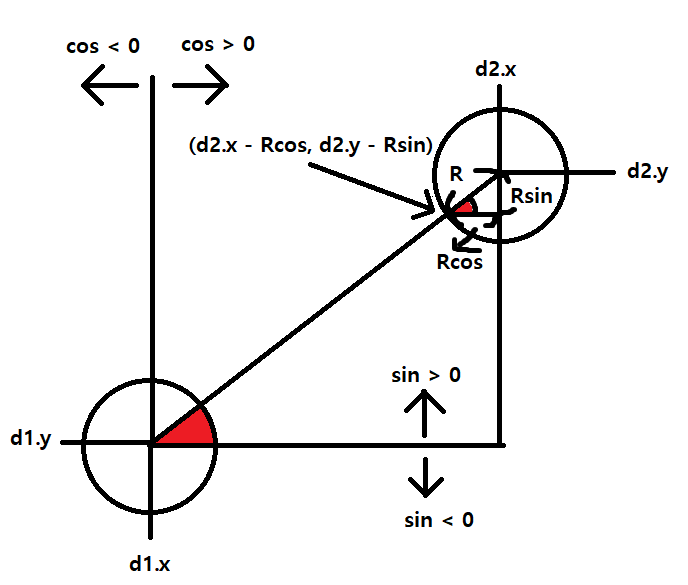 cos < 0
cos > 0
d2.x
(d2.x - Rcos, d2.y - Rsin)
R
d2.y
Rsin
Rcos
sin > 0
d1.y
sin < 0
d1.x